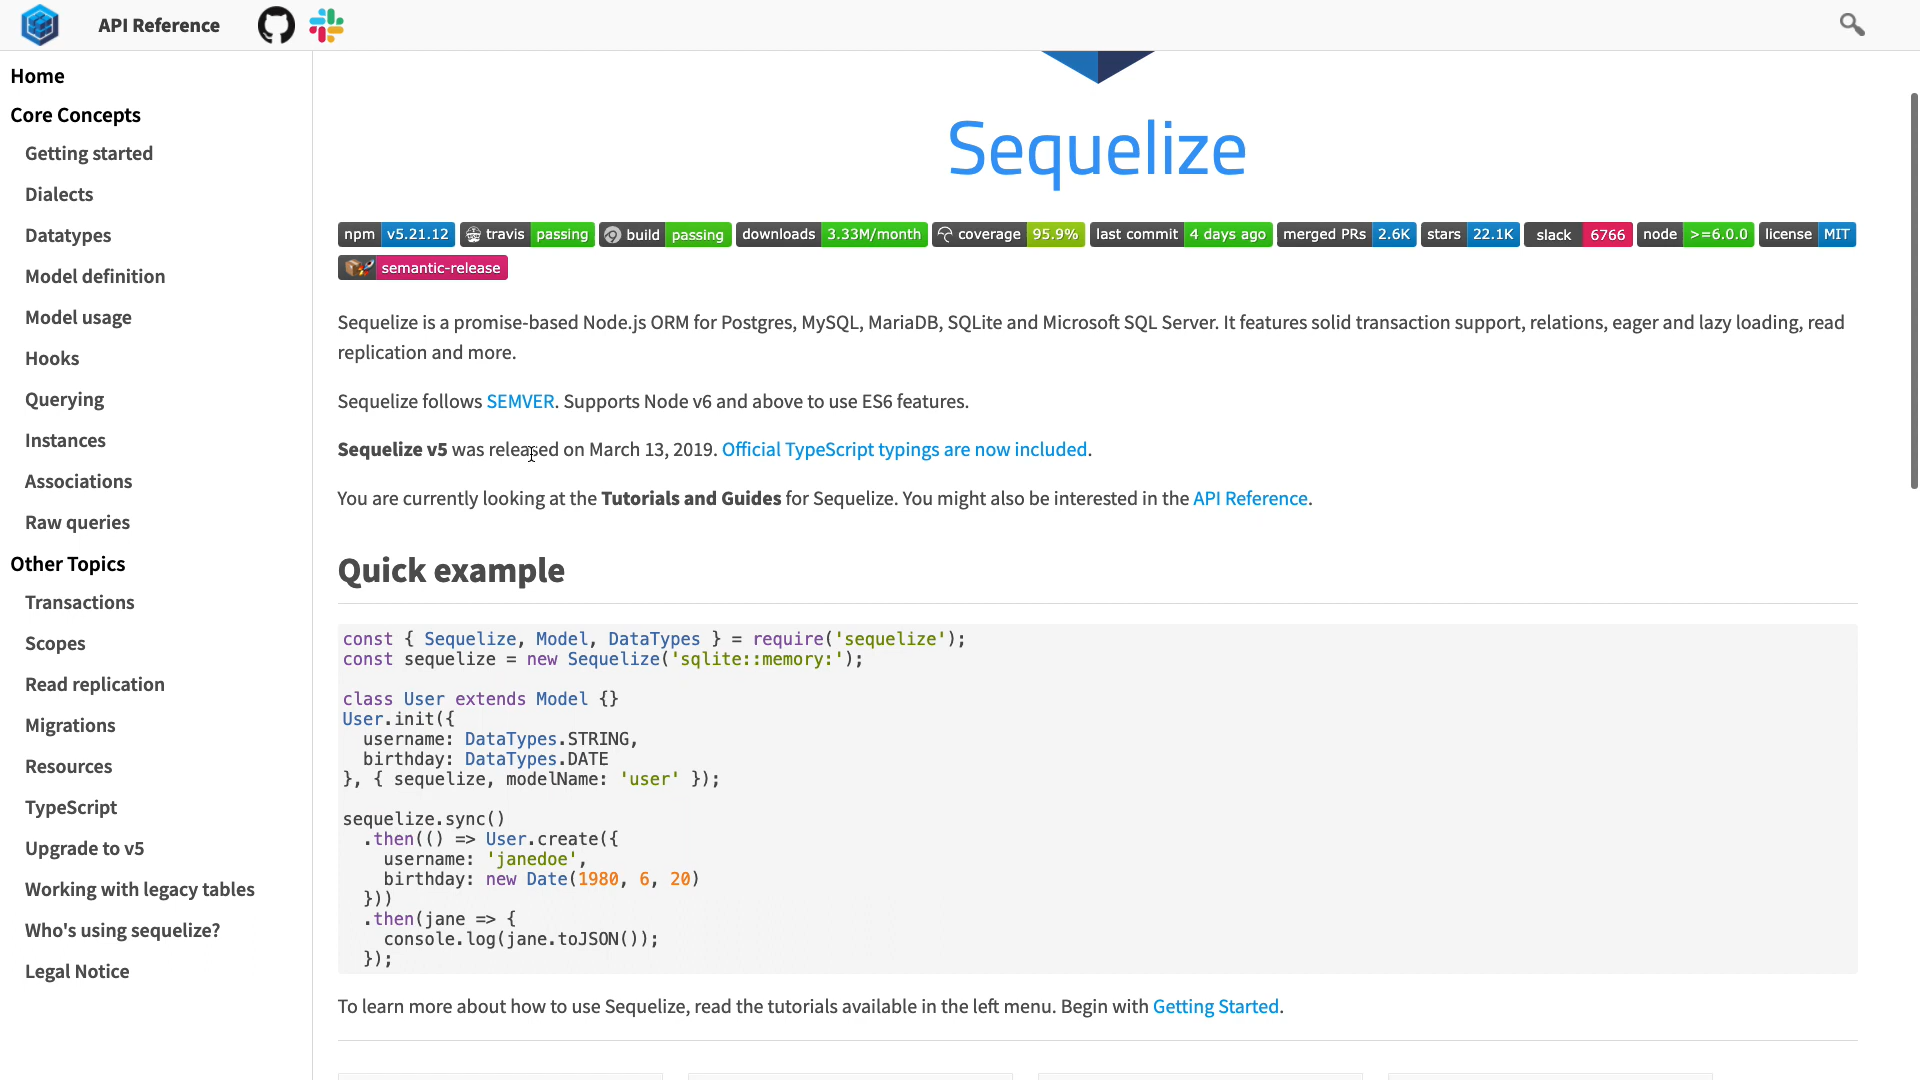 API Reference
Home
Core Concepts
Getting started
Dialects
Datatypes
Model definition
Model usage
Hooks
Querying
Instances
Associations
Raw queries
Other Topics
Transactions
Scopes
Read replication
Migrations
Resources
TypeScript
Upgrade to v5
Working with legacy tables
Who's using sequelize?
Legal Notice
Sequelize
npm v5.21.12 travis passing build passing downloads 3.33M/month coverage 95.9% last commit 4 days ago merged PRs 2.6K stars 22.1K slack 6766 node >=6.0.0 license MIT
semantic-release
Sequelize is a promise-based Node.js ORM for Postgres, MySQL, MariaDB, SQLite and Microsoft SQL Server. It features solid transaction support, relations, eager and lazy loading, read
replication and more.
Sequelize follows SEMVER. Supports Node v6 and above to use ES6 features.
Sequelize v5 was released on March 13, 2019. Official TypeScript typings are now included.
You are currently looking at the Tutorials and Guides for Sequelize. You might also be interested in the API Reference.
Quick example
const { Sequelize, Model, DataTypes } = require('sequelize');
const sequelize = new Sequelize('sqlite::memory:');
class User extends Model {}
User.init({
  username: DataTypes.STRING,
  birthday: DataTypes.DATE
}, { sequelize, modelName: 'user' });
sequelize.sync()
  .then(() => User.create({
    username: 'janedoe',
    birthday: new Date(1980, 6, 20)
  }))
  .then(jane => {
    console.log(jane.toJSON());
  });
To learn more about how to use Sequelize, read the tutorials available in the left menu. Begin with Getting Started.